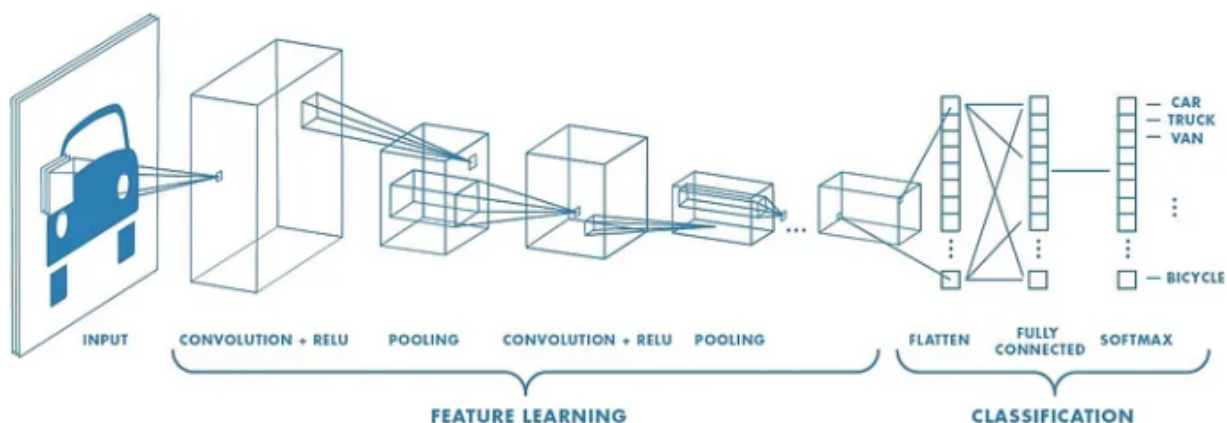 CAR
TRUCK
VAN
BICYCLE
INPUT
CONVOLUTION + RELU
POOLING
CONVOLUTION + RELU
POOLING
FLATTEN
FULLY
CONNECTED
SOFTMAX
FEATURE LEARNING
CLASSIFICATION